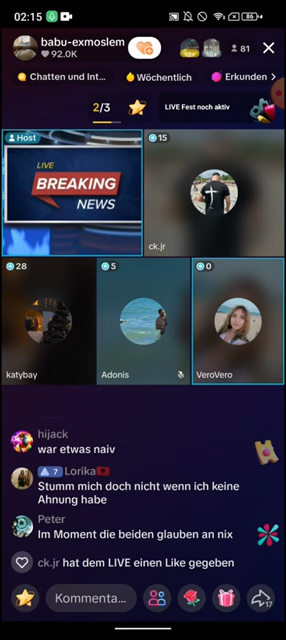 02:15
86
babu-exmoslem
92.0K
10+
10+
81
Chatten und Int...
Wöchentlich
Erkunden
2/3
LIVE Fest noch aktiv
Host
LIVE
BREAKING
NEWS
15
ck.jr
28
katybay
5
Adonis
0
VeroVero
hijack
war etwas naiv
7 Lorika
Stumm mich doch nicht wenn ich keine
Ahnung habe
Peter
Im Moment die beiden glauben an nix
ck.jr hat dem LIVE einen Like gegeben
Kommenta...
17